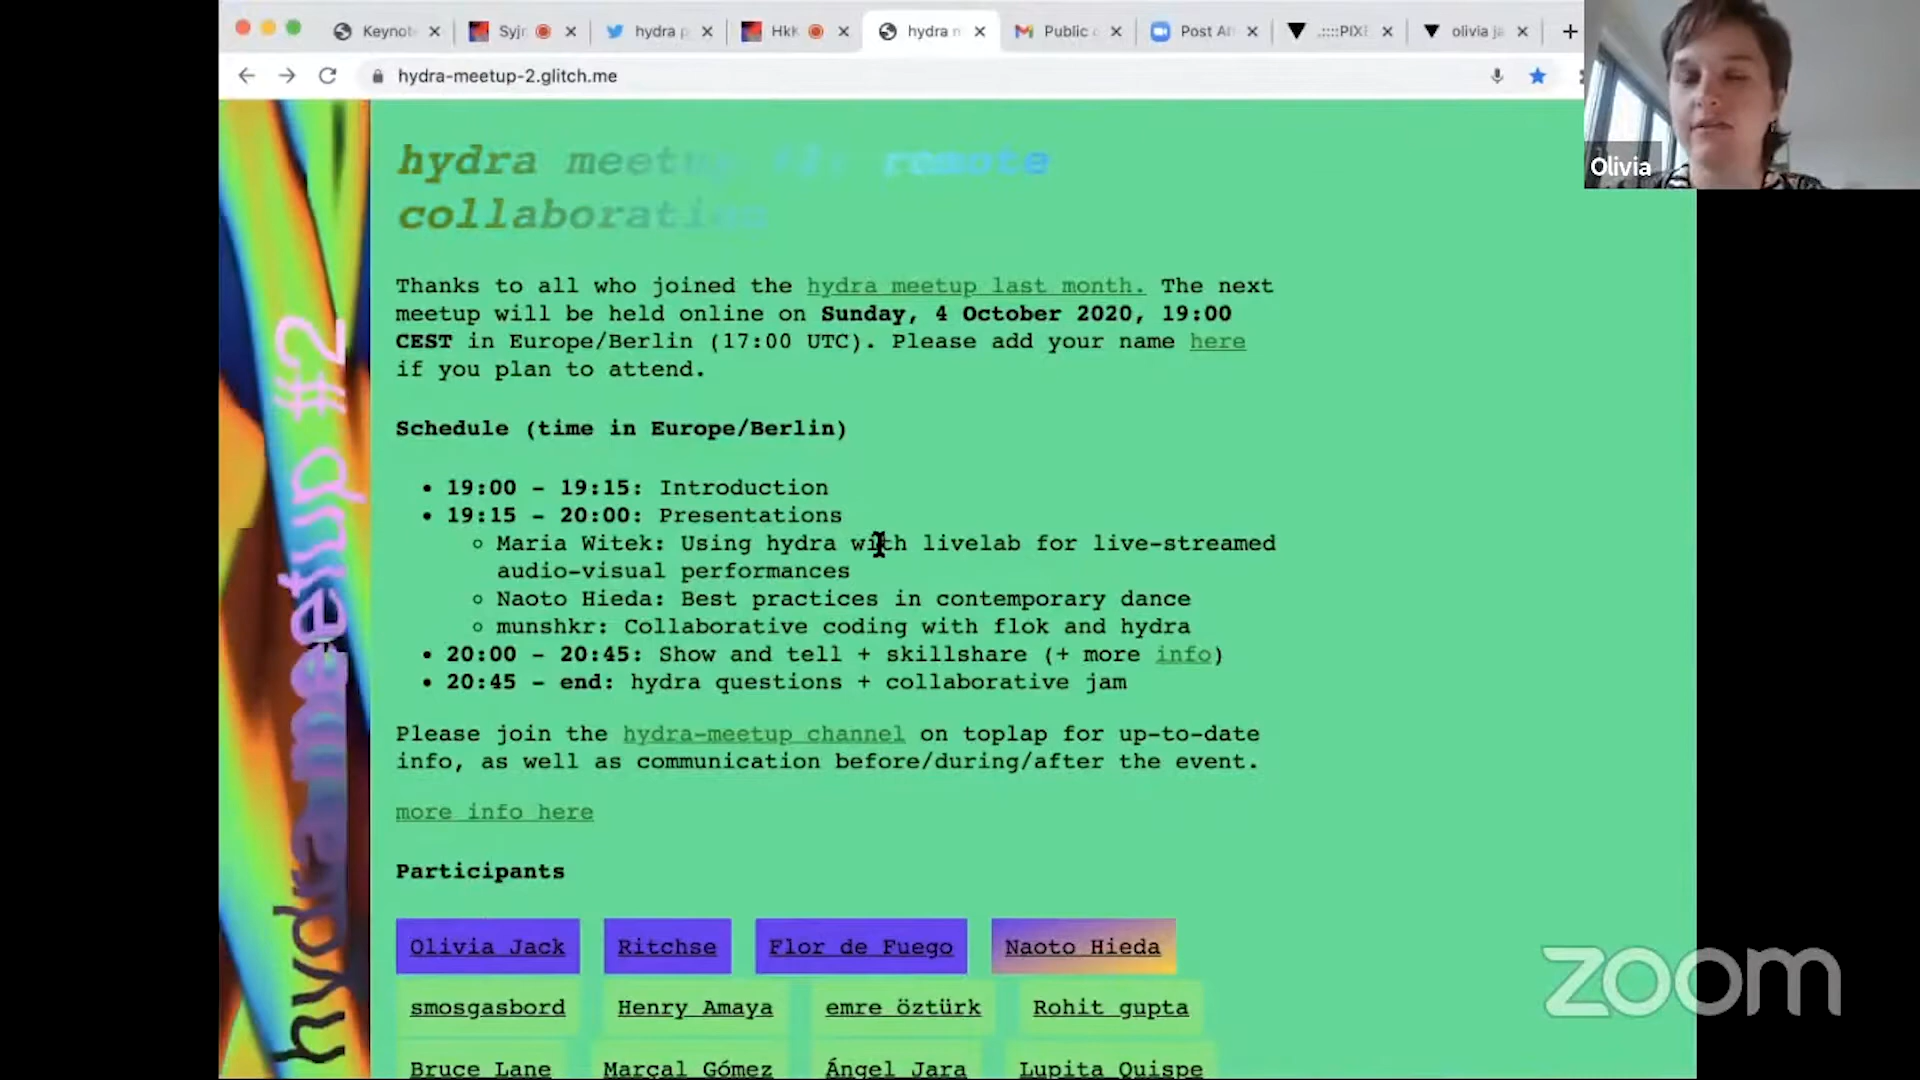 Keynot
Syjr
hydra p
Hkk
hydra n
Public
Post At
.::::PIX
olivia ja
hydra-meetup-2.glitch.me
Olivia
hydra meetup #2: remote
collaboration
Thanks to all who joined the hydra meetup last month. The next
meetup will be held online on Sunday, 4 October 2020, 19:00
CEST in Europe/Berlin (17:00 UTC). Please add your name here
if you plan to attend.
Schedule (time in Europe/Berlin)
• 19:00 - 19:15: Introduction
• 19:15 - 20:00: Presentations
Maria Witek: Using hydra with livelab for live-streamed
audio-visual performances
Naoto Hieda: Best practices in contemporary dance
munshkr: Collaborative coding with flok and hydra
• 20:00 - 20:45: Show and tell + skillshare (+ more info)
• 20:45 - end: hydra questions + collaborative jam
Please join the hydra-meetup channel on toplap for up-to-date
info, as well as communication before/during/after the event.
more info here
Participants
Olivia Jack Ritchse Flor de Fuego Naoto Hieda
smosgasbord Henry Amaya emre öztürk Rohit gupta
Bruce Lane Marçal Gómez Ángel Jara Lupita Quispe
hydra meetup #2
zoom